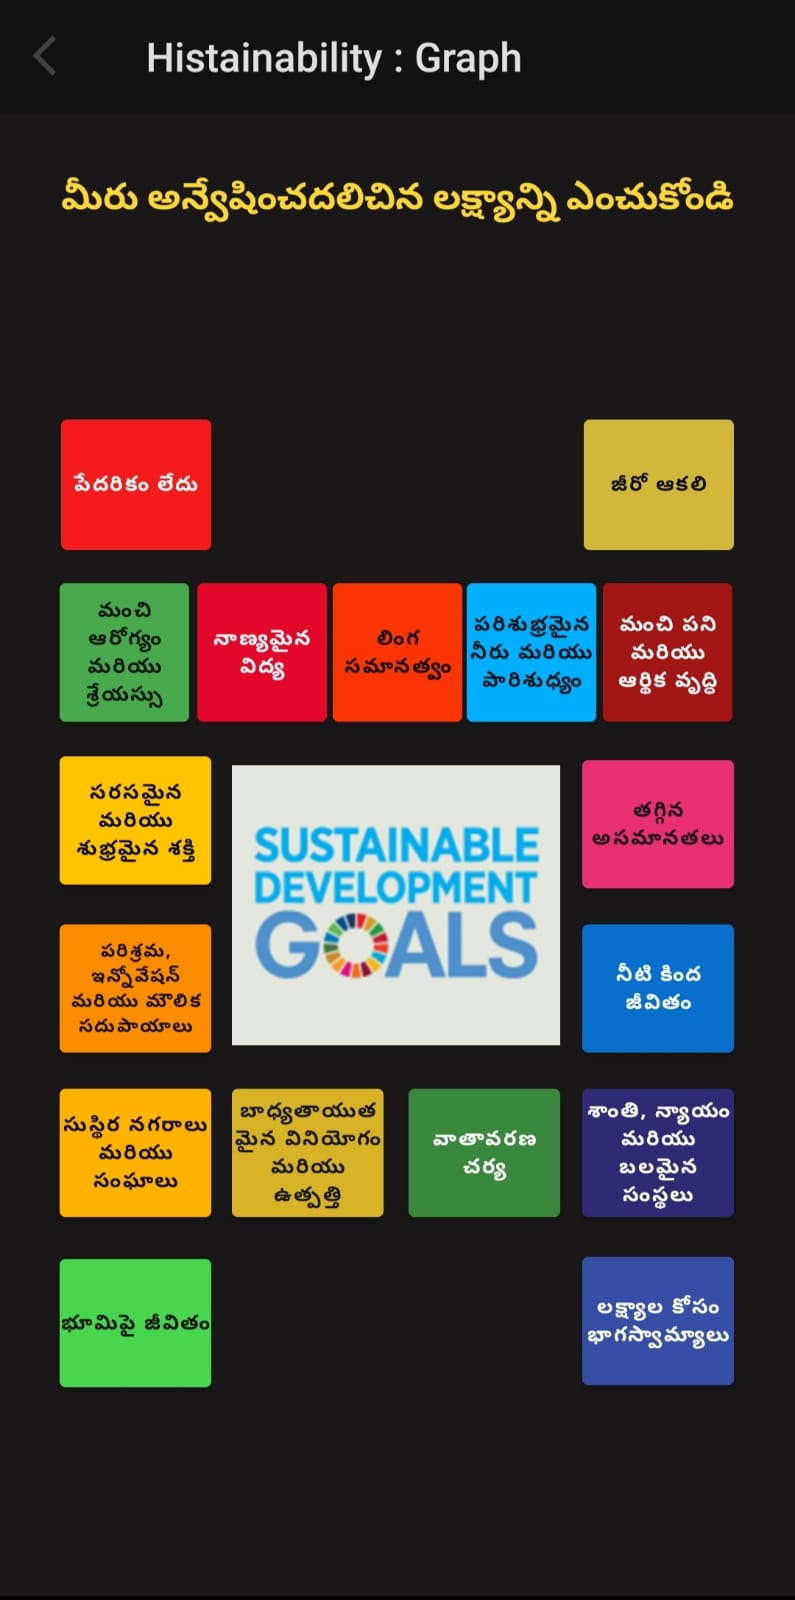 Histainability : Graph
మీరు అన్వేషించదలిచిన లక్ష్యాన్ని ఎంచుకోండి
పేదరికం లేదు
జీరో ఆకలి
మంచి
ఆరోగ్యం
మరియు
శ్రేయస్సు
నాణ్యమైన
విద్య
లింగ
సమానత్వం
పరిశుభ్రమైన
నీరు మరియు
పారిశుధ్యం
మంచి పని
మరియు
ఆర్థిక వృద్ధి
సరసమైన
మరియు
శుభ్రమైన శక్తి
SUSTAINABLE
DEVELOPMENT
GOALS
తగ్గిన
అసమానతలు
పరిశ్రమ,
ఇన్నోవేషన్
మరియు మౌలిక
సదుపాయాలు
నీటి కింద
జీవితం
సుస్థిర నగరాలు
మరియు
సంఘాలు
బాధ్యతాయుత
మైన వినియోగం
మరియు
ఉత్పత్తి
వాతావరణ
చర్య
శాంతి, న్యాయం
మరియు
బలమైన
సంస్థలు
భూమిపై జీవితం
లక్ష్యాల కోసం
భాగస్వామ్యాలు